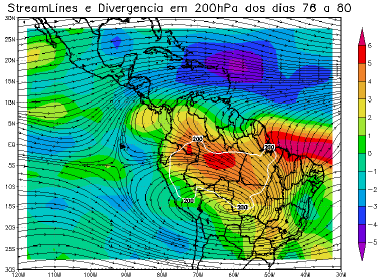 StreamLines e Divergencia em 200hPa dos dias 76 a 80
30N
25N
20N
15N
10N
5N
EQ
5S
10S
15S
20S
25S
30S
120W
110W
100W
90W
80W
70W
60W
50W
40W
30W
6
5
4
3
2
1
0
-1
-2
-3
-4
-5
200
200
300
200
300